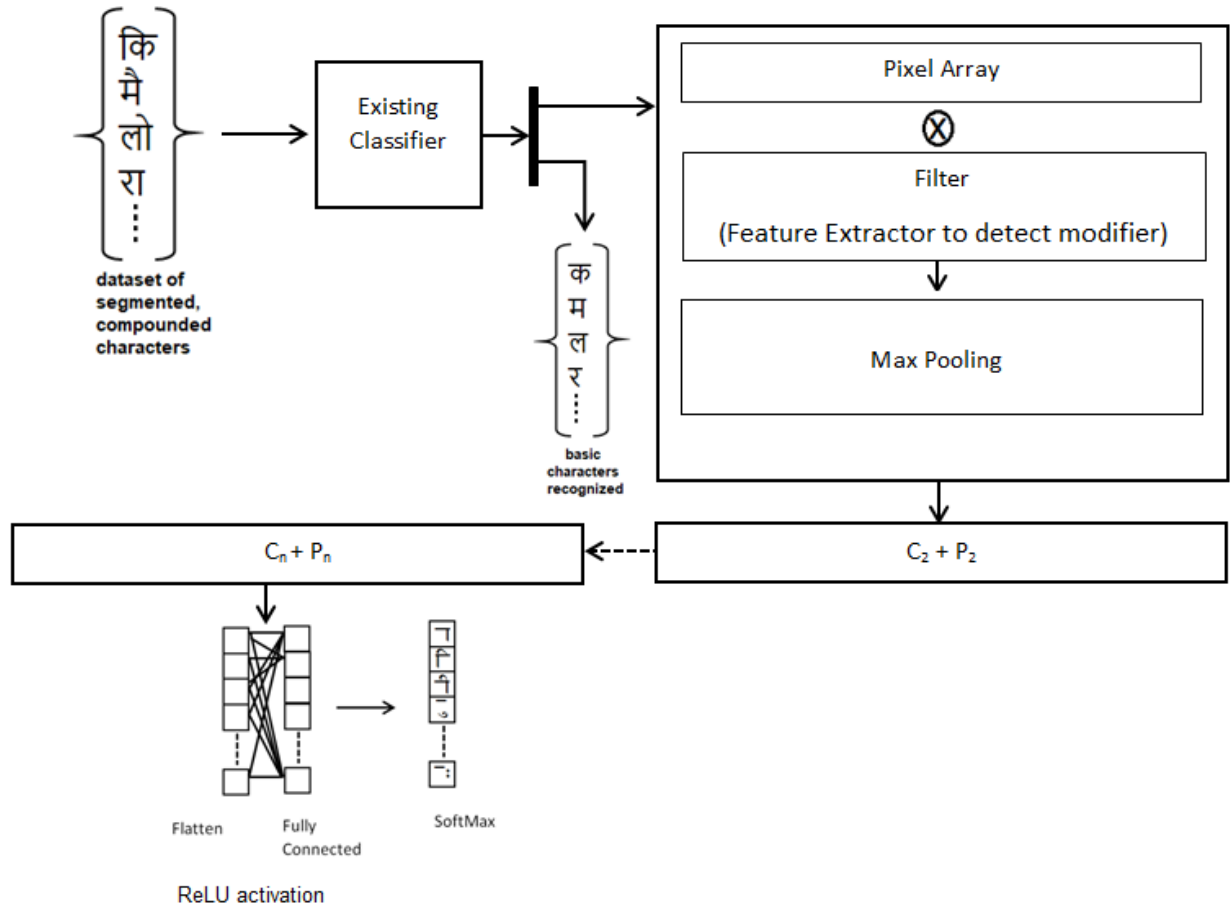 कि
मै
लो
रा
dataset of
segmented,
compounded
characters
Existing
Classifier
क
म
ल
र
basic
characters
recognized
Pixel Array
Filter
(Feature Extractor to detect modifier)
Max Pooling
C₂ + P₂
Cₙ + Pₙ
Flatten
Fully
Connected
SoftMax
ReLU activation